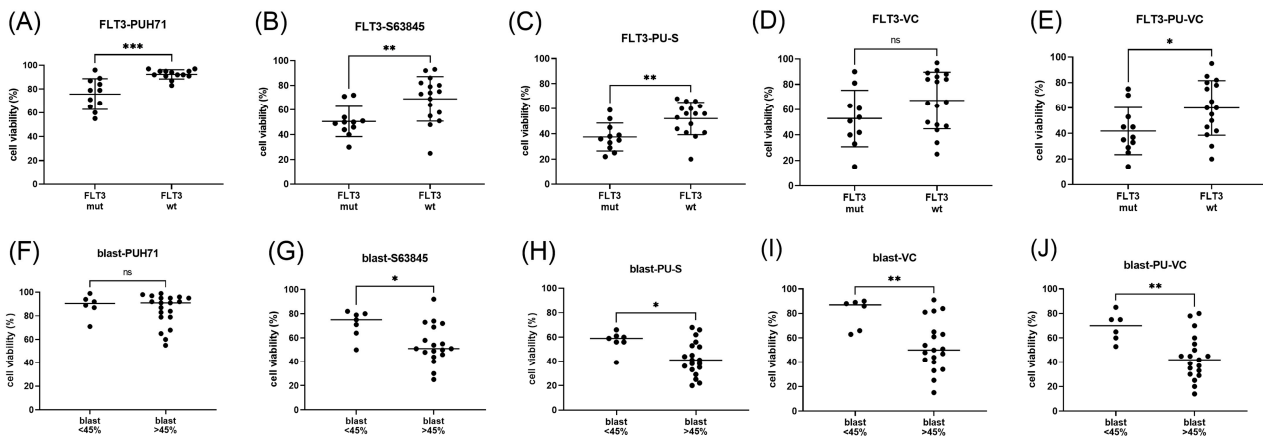 (A)
FLT3-PUH71
***
cell viability (%)
100
80
60
40
20
0
FLT3
mut
FLT3
wt
(B)
FLT3-S63845
**
cell viability (%)
100
80
60
40
20
0
FLT3
mut
FLT3
wt
(C)
FLT3-PU-S
**
cell viability (%)
100
80
60
40
20
0
FLT3
mut
FLT3
wt
(D)
FLT3-VC
ns
cell viability (%)
100
80
60
40
20
0
FLT3
mut
FLT3
wt
(E)
FLT3-PU-VC
*
cell viability (%)
100
80
60
40
20
0
FLT3
mut
FLT3
wt
(F)
blast-PUH71
ns
cell viability (%)
100
80
60
40
20
0
blast
<45%
blast
>45%
(G)
blast-S63845
*
cell viability (%)
100
80
60
40
20
0
blast
<45%
blast
>45%
(H)
blast-PU-S
*
cell viability (%)
100
80
60
40
20
0
blast
<45%
blast
>45%
(I)
blast-VC
**
cell viability (%)
100
80
60
40
20
0
blast
<45%
blast
>45%
(J)
blast-PU-VC
**
cell viability (%)
100
80
60
40
20
0
blast
<45%
blast
>45%